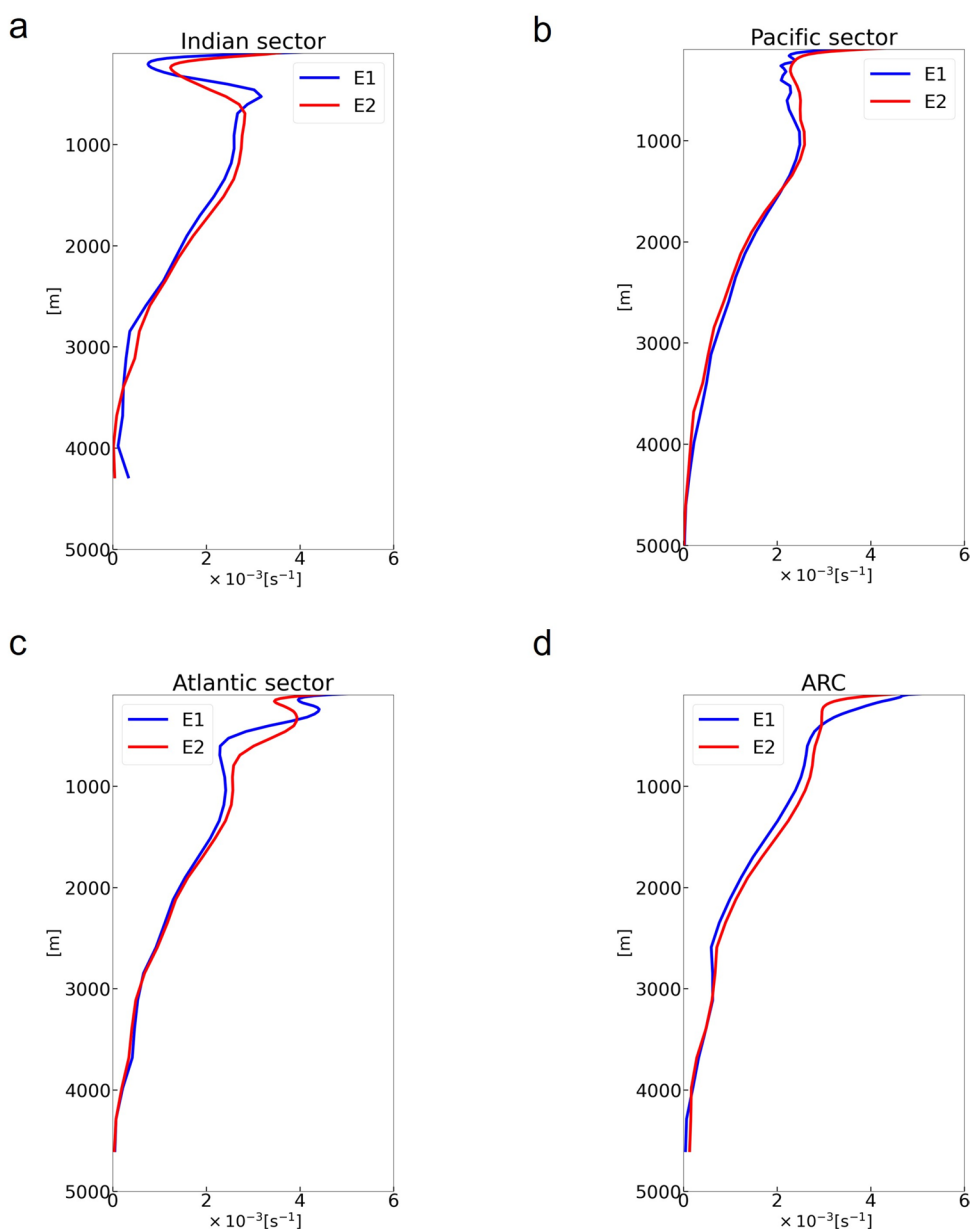 a
Indian sector
E1
E2
1000
2000
3000
4000
5000
[m]
0 2 4 6
× 10⁻³[s⁻¹]
b
Pacific sector
E1
E2
1000
2000
3000
4000
5000
[m]
0 2 4 6
× 10⁻³[s⁻¹]
c
Atlantic sector
E1
E2
1000
2000
3000
4000
5000
[m]
0 2 4 6
× 10⁻³[s⁻¹]
d
ARC
E1
E2
1000
2000
3000
4000
5000
[m]
0 2 4 6
× 10⁻³[s⁻¹]